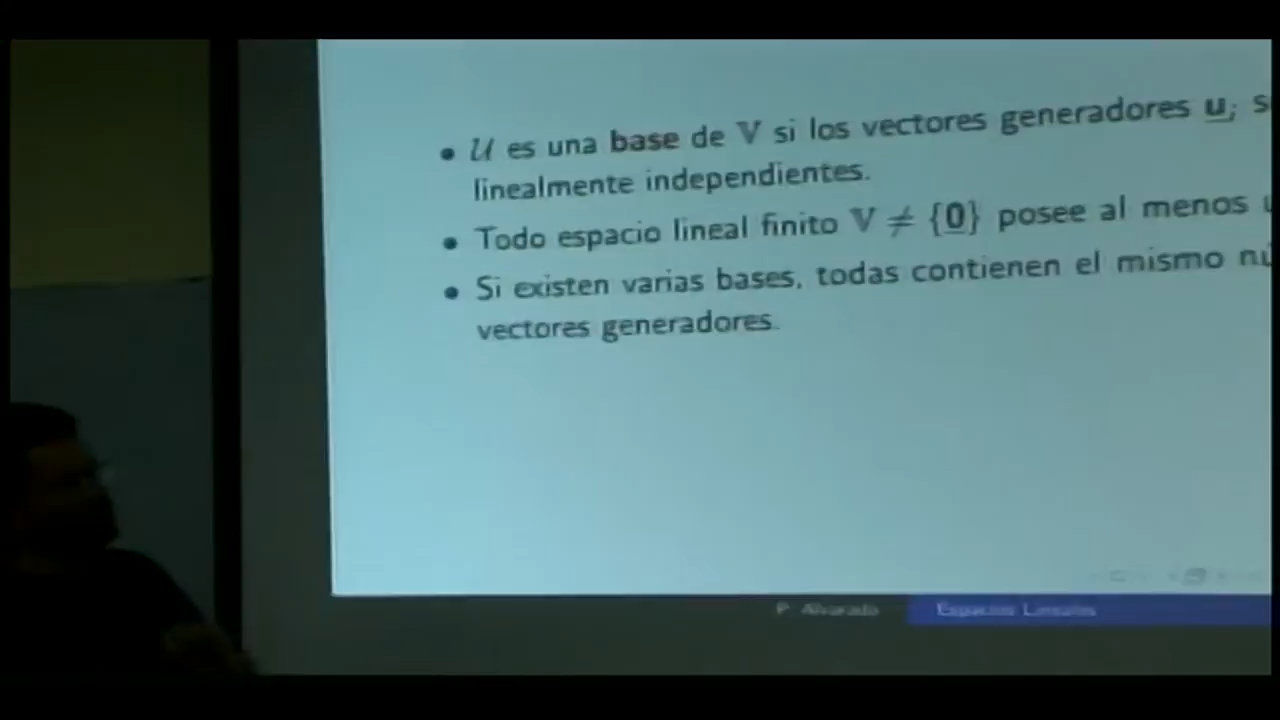 • 𝒰 es una base de 𝕍 si los vectores generadores u̲ᵢ
linealmente independientes.
• Todo espacio lineal finito 𝕍 ≠ {0̲} posee al menos
• Si existen varias bases, todas contienen el mismo
vectores generadores.
P. Alvarado Espacios Lineales